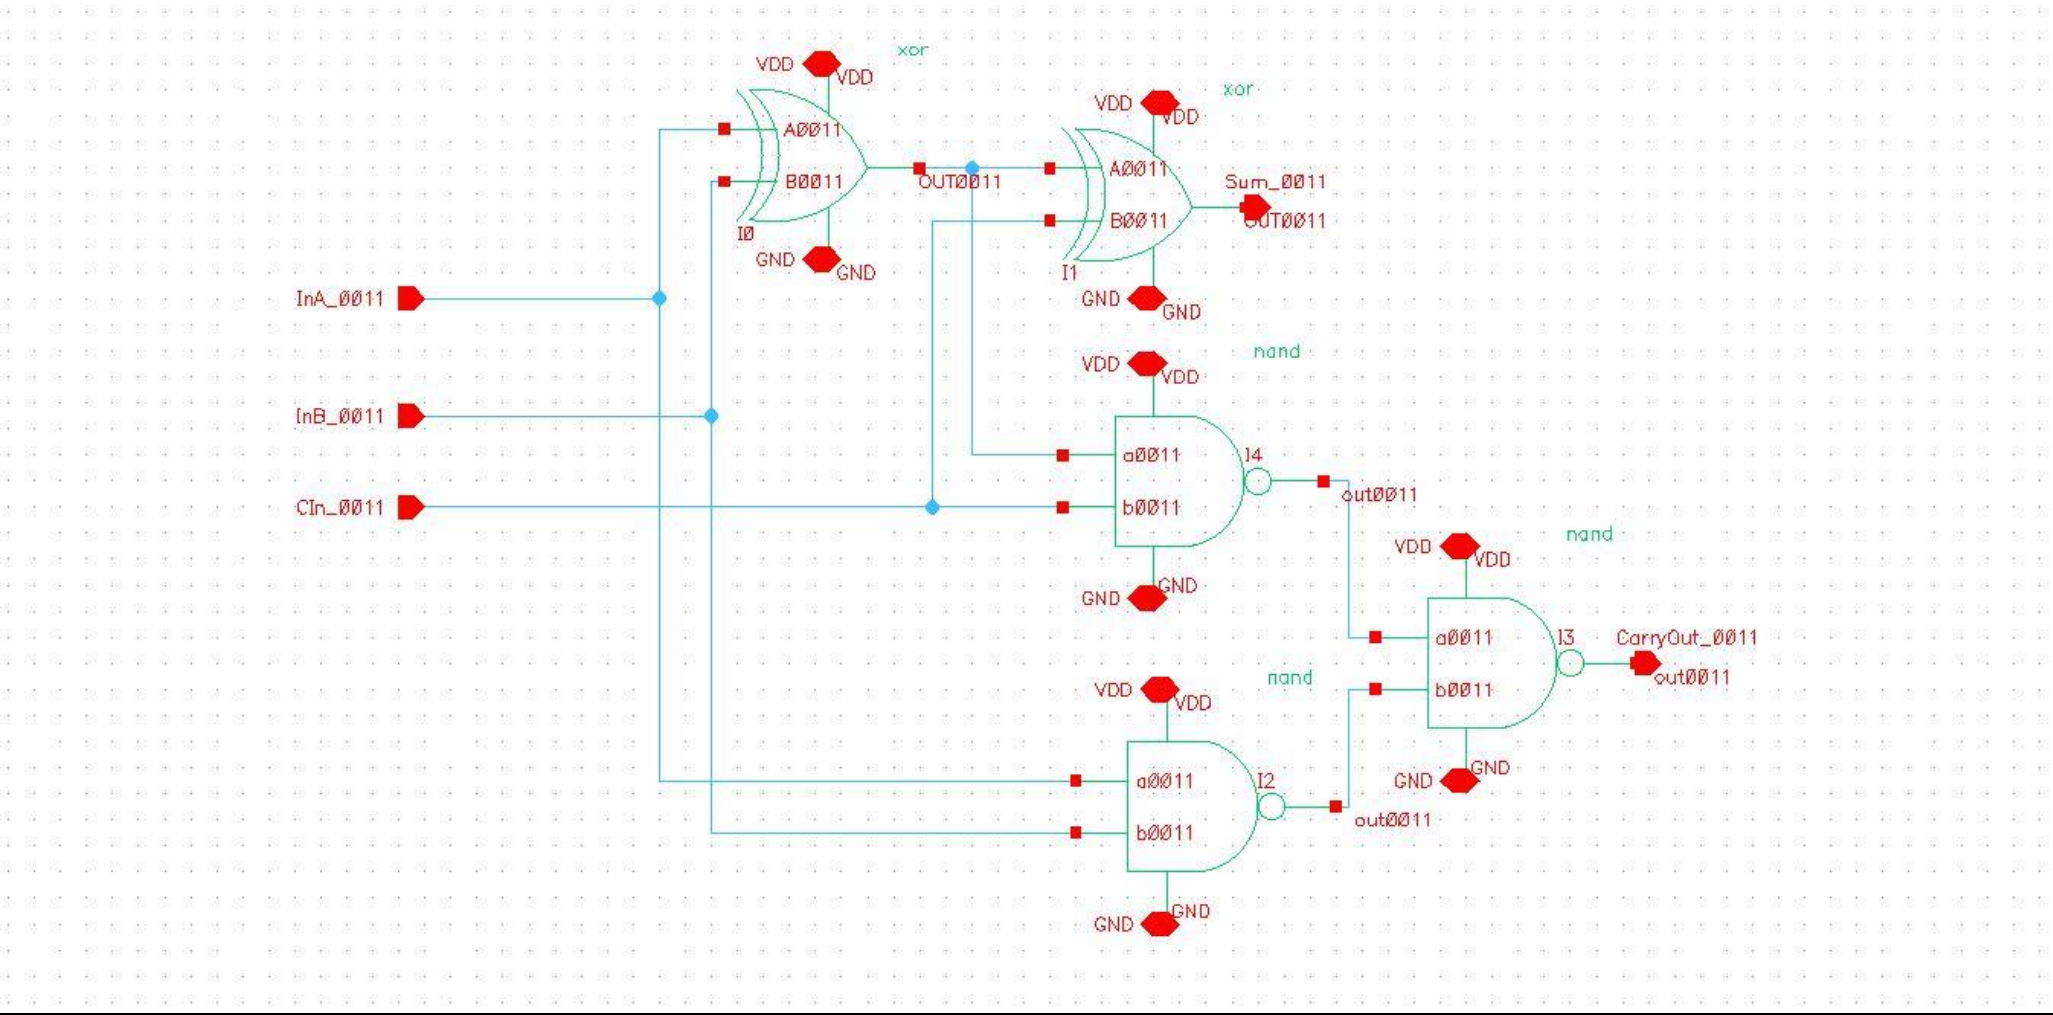 xor
VDD
VDD
xor
VDD
VDD
A0011
A0011
B0011
OUT0011
Sum_0011
B0011
OUT0011
I0
GND
GND
I1
InA_0011
GND
GND
nand
VDD
VDD
InB_0011
a0011
I4
out0011
CIn_0011
b0011
nand
VDD
VDD
GND
GND
a0011
I3
CarryOut_0011
out0011
nand
VDD
VDD
b0011
GND
GND
a0011
I2
out0011
b0011
GND
GND